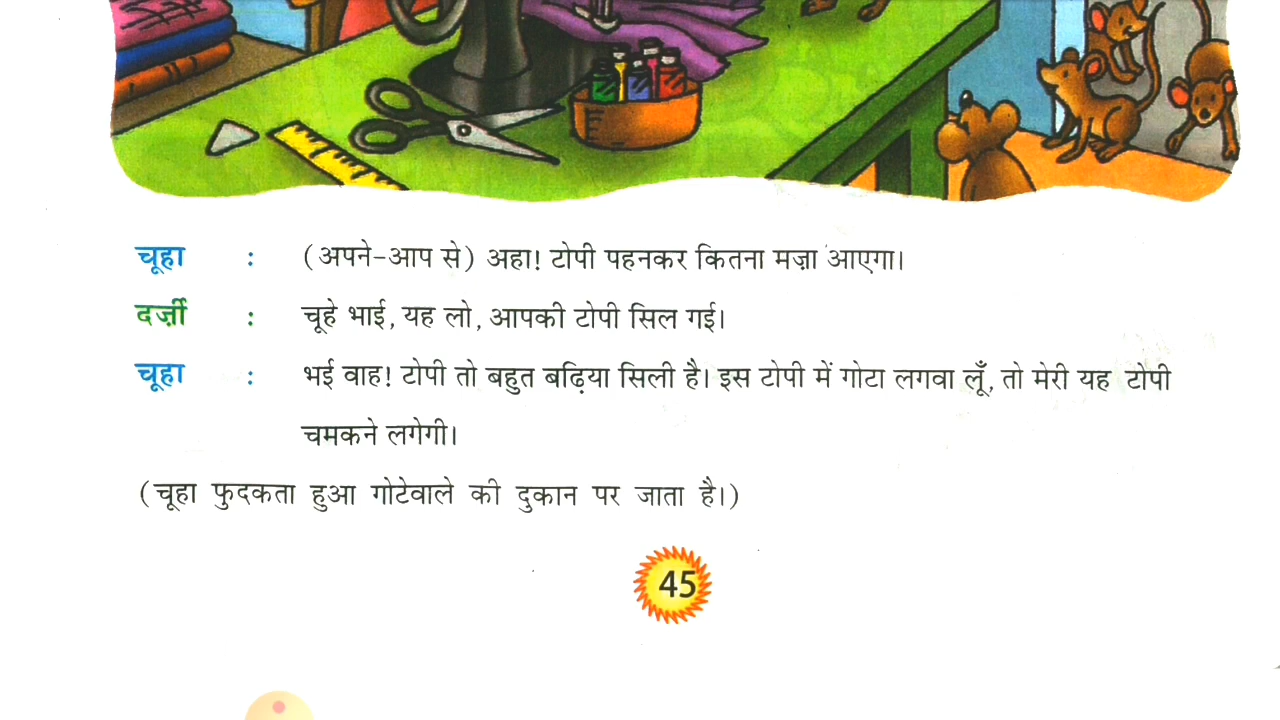 चूहा : (अपने-आप से) अहा! टोपी पहनकर कितना मज़ा आएगा।
दर्ज़ी : चूहे भाई, यह लो, आपकी टोपी सिल गई।
चूहा : भई वाह! टोपी तो बहुत बढ़िया सिली है। इस टोपी में गोटा लगवा लूँ, तो मेरी यह टोपी
चमकने लगेगी।
(चूहा फुदकता हुआ गोटेवाले की दुकान पर जाता है।)
45